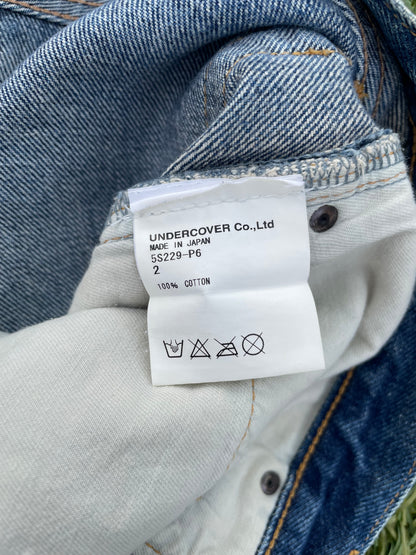 UNDERCOVER Co.,Ltd
MADE IN JAPAN
5S229-P6
2
100% COTTON